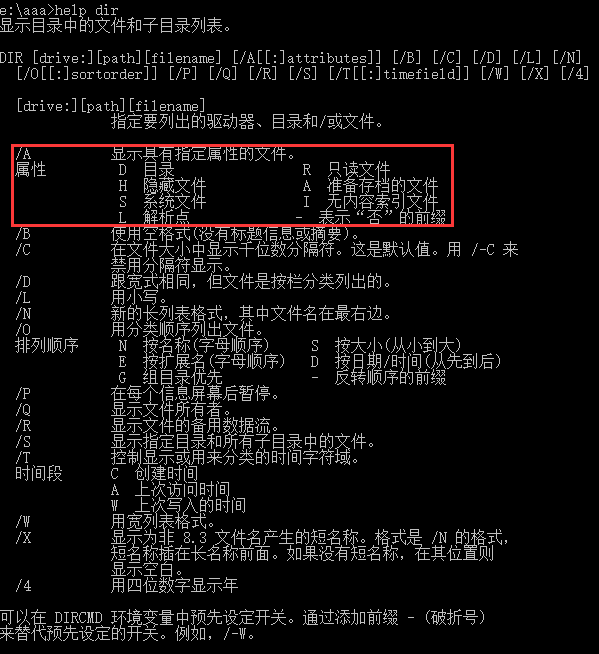 e:\aaa>help dir
显示目录中的文件和子目录列表。
DIR [drive:][path][filename] [/A[[:]attributes]] [/B] [/C] [/D] [/L] [/N]
[/O[[:]sortorder]] [/P] [/Q] [/R] [/S] [/T[[:]timefield]] [/W] [/X] [/4]
[drive:][path][filename]
指定要列出的驱动器、目录和/或文件。
/A 显示具有指定属性的文件。
属性 D 目录 R 只读文件
H 隐藏文件 A 准备存档的文件
S 系统文件 I 无内容索引文件
L 解析点 - 表示“否”的前缀
/B 使用空格式(没有标题信息或摘要)。
/C 在文件大小中显示千位数分隔符。这是默认值。用 /-C 来
禁用分隔符显示。
/D 跟宽式相同，但文件是按栏分类列出的。
/L 用小写。
/N 新的长列表格式，其中文件名在最右边。
/O 用分类顺序列出文件。
排列顺序 N 按名称(字母顺序) S 按大小(从小到大)
E 按扩展名(字母顺序) D 按日期/时间(从先到后)
G 组目录优先 - 反转顺序的前缀
/P 在每个信息屏幕后暂停。
/Q 显示文件所有者。
/R 显示文件的备用数据流。
/S 显示指定目录和所有子目录中的文件。
/T 控制显示或用来分类的时间字符域。
时间段 C 创建时间
A 上次访问时间
W 上次写入的时间
/W 用宽列表格式。
/X 显示为非 8.3 文件名产生的短名称。格式是 /N 的格式，
短名称插在长名称前面。如果没有短名称，在其位置则
显示空白。
/4 用四位数字显示年
可以在 DIRCMD 环境变量中预先设定开关。通过添加前缀 - (破折号)
来替代预先设定的开关。例如，/-W。